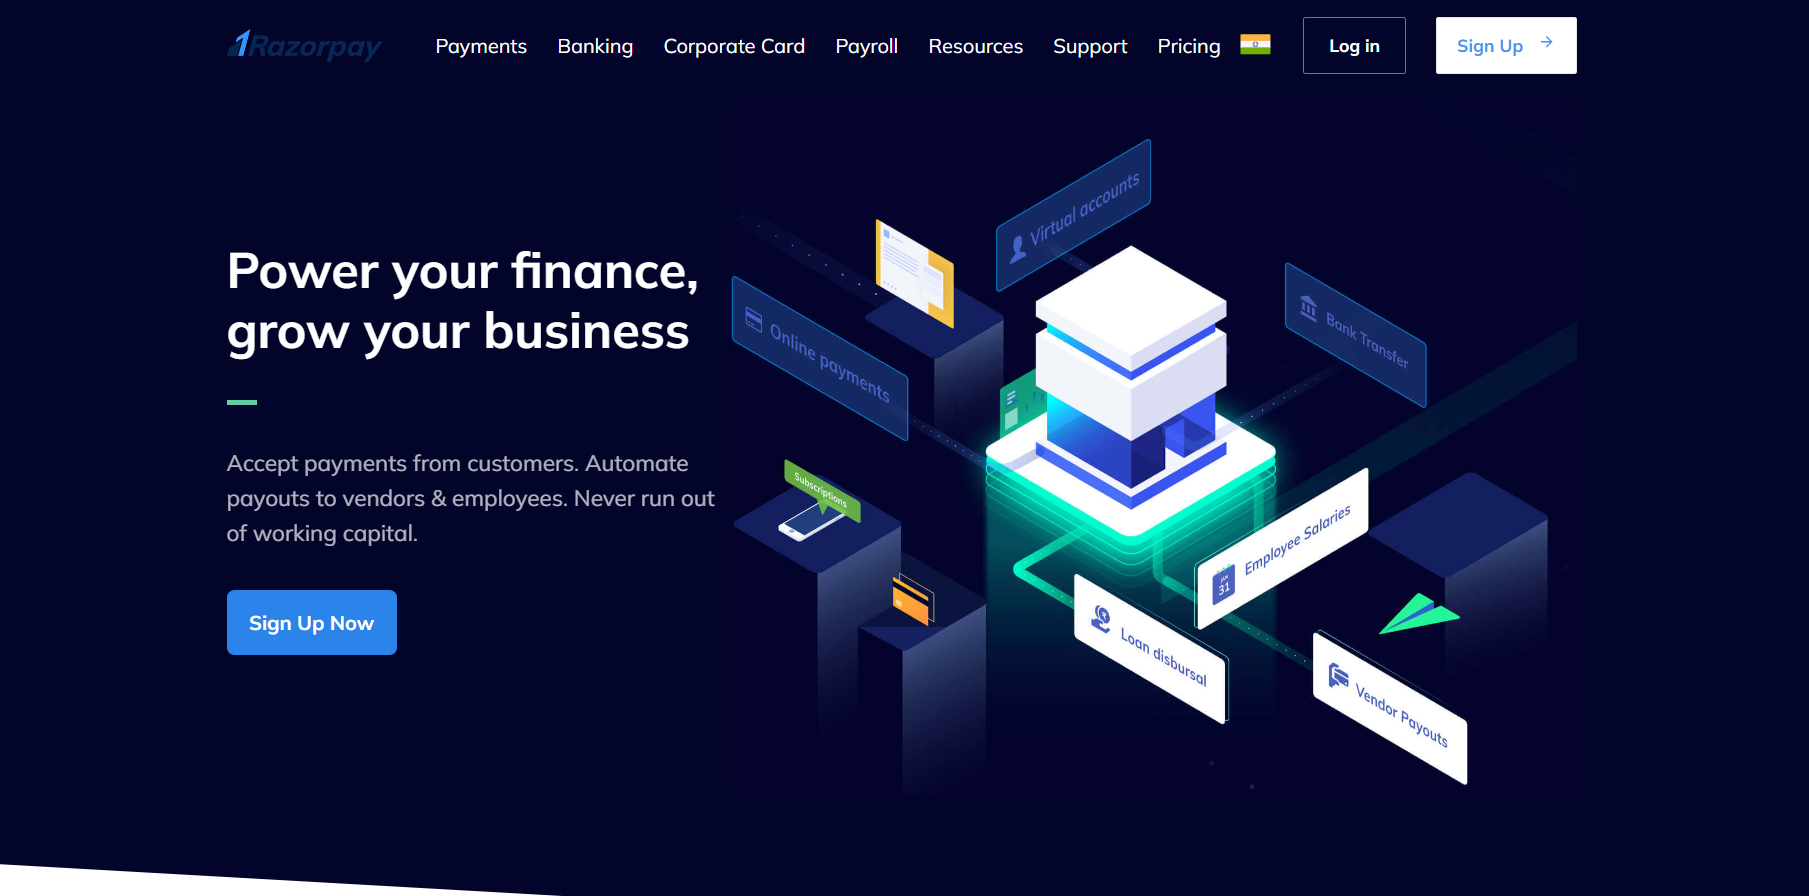 Razorpay
Payments
Banking
Corporate Card
Payroll
Resources
Support
Pricing
Log in
Sign Up
Power your finance,
grow your business
Accept payments from customers. Automate
payouts to vendors & employees. Never run out
of working capital.
Sign Up Now
Virtual accounts
Online payments
Bank Transfer
Subscriptions
Employee Salaries
JAN
31
Loan disbursal
Vendor Payouts